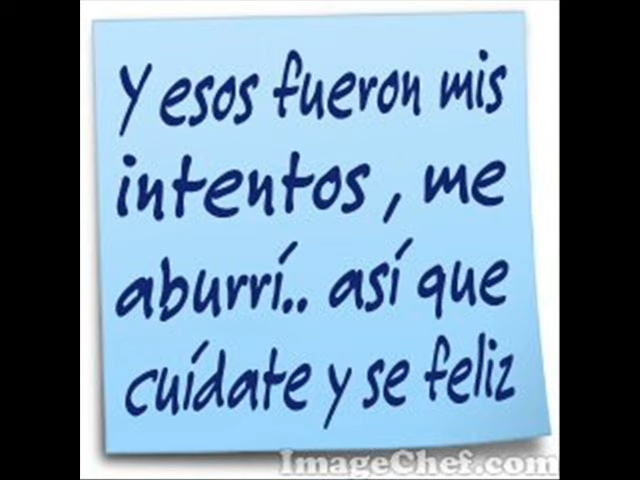 Y esos fueron mis
intentos , me
aburrí.. así que
cuídate y se feliz
ImageChef.com